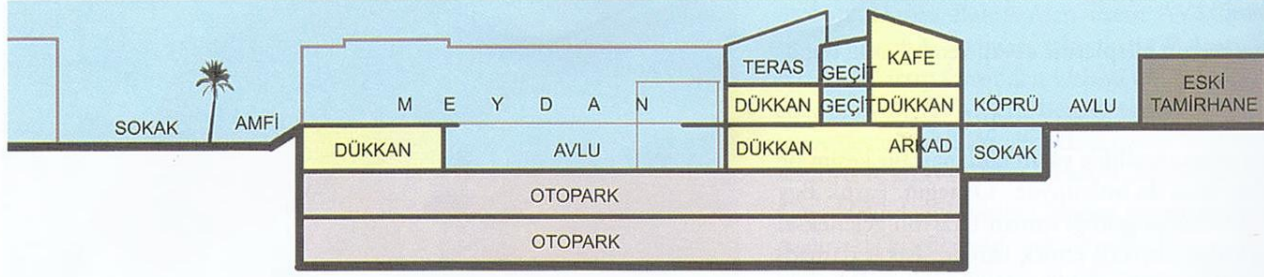 TERAS
GEÇİT
KAFE
ESKİ
TAMİRHANE
SOKAK
AMFİ
MEYDAN
DÜKKAN
GEÇİT
DÜKKAN
KÖPRÜ
AVLU
DÜKKAN
AVLU
DÜKKAN
ARKAD
SOKAK
OTOPARK
OTOPARK